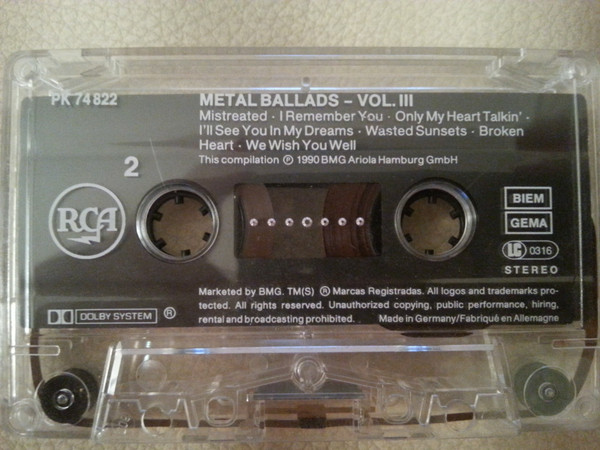 PK 74822
METAL BALLADS – VOL. III
Mistreated · I Remember You · Only My Heart Talkin' ·
I'll See You In My Dreams · Wasted Sunsets · Broken
Heart · We Wish You Well
This compilation ℗ 1990 BMG Ariola Hamburg GmbH
2
RCA
BIEM
GEMA
LC 0316
STEREO
Marketed by BMG. TM(S) ® Marcas Registradas. All logos and trademarks pro-
tected. All rights reserved. Unauthorized copying, public performance, hiring,
rental and broadcasting prohibited. Made in Germany/Fabriqué en Allemagne
DOLBY SYSTEM ®